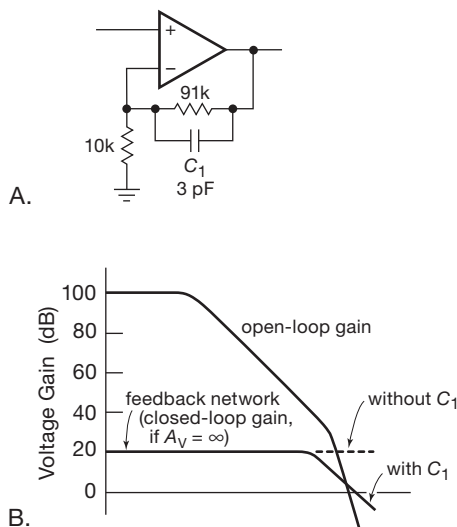 +
−
91k
10k
C1
3 pF
A.
Voltage Gain (dB)
100
80
60
40
20
0
open-loop gain
feedback network
(closed-loop gain,
if AV = ∞)
without C1
with C1
B.